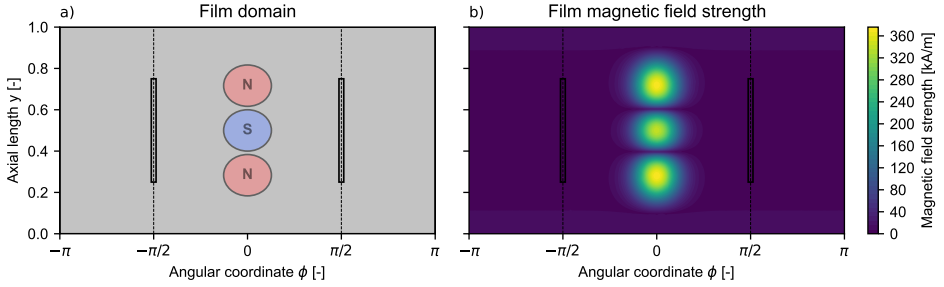 a)
Film domain
1.0
0.8
0.6
0.4
0.2
0.0
Axial length y [-]
N
S
N
−π
−π/2
0
π/2
π
Angular coordinate ϕ [-]
b)
Film magnetic field strength
−π
−π/2
0
π/2
π
Angular coordinate ϕ [-]
360
320
280
240
200
160
120
80
40
0
Magnetic field strength [kA/m]